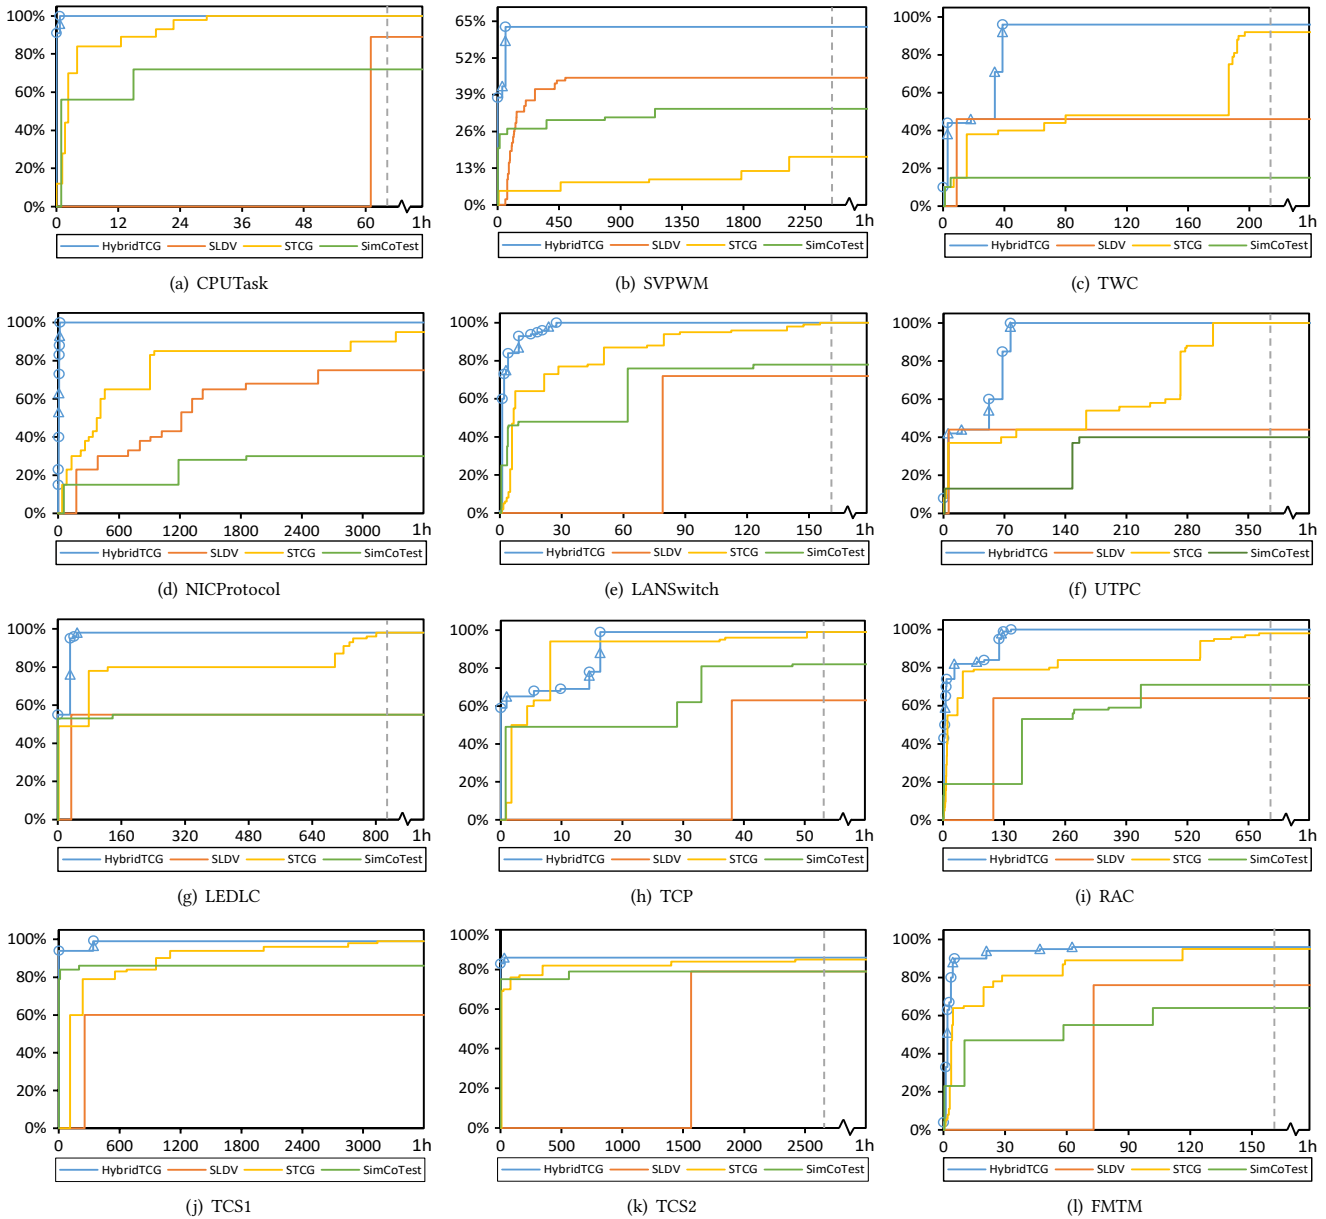 100%
80%
60%
40%
20%
0%
0 12 24 36 48 60 1h
HybridTCG SLDV STCG SimCoTest
(a) CPUTask
65%
52%
39%
26%
13%
0%
0 450 900 1350 1800 2250 1h
HybridTCG SLDV STCG SimCoTest
(b) SVPWM
100%
80%
60%
40%
20%
0%
0 40 80 120 160 200 1h
HybridTCG SLDV STCG SimCoTest
(c) TWC
100%
80%
60%
40%
20%
0%
0 600 1200 1800 2400 3000 1h
HybridTCG SLDV STCG SimCoTest
(d) NICProtocol
100%
80%
60%
40%
20%
0%
0 30 60 90 120 150 1h
HybridTCG SLDV STCG SimCoTest
(e) LANSwitch
100%
80%
60%
40%
20%
0%
0 70 140 210 280 350 1h
HybridTCG SLDV STCG SimCoTest
(f) UTPC
100%
80%
60%
40%
20%
0%
0 160 320 480 640 800 1h
HybridTCG SLDV STCG SimCoTest
(g) LEDLC
100%
80%
60%
40%
20%
0%
0 10 20 30 40 50 1h
HybridTCG SLDV STCG SimCoTest
(h) TCP
100%
80%
60%
40%
20%
0%
0 130 260 390 520 650 1h
HybridTCG SLDV STCG SimCoTest
(i) RAC
100%
80%
60%
40%
20%
0%
0 600 1200 1800 2400 3000 1h
HybridTCG SLDV STCG SimCoTest
(j) TCS1
100%
80%
60%
40%
20%
0%
0 500 1000 1500 2000 2500 1h
HybridTCG SLDV STCG SimCoTest
(k) TCS2
100%
80%
60%
40%
20%
0%
0 30 60 90 120 150 1h
HybridTCG SLDV STCG SimCoTest
(l) FMTM